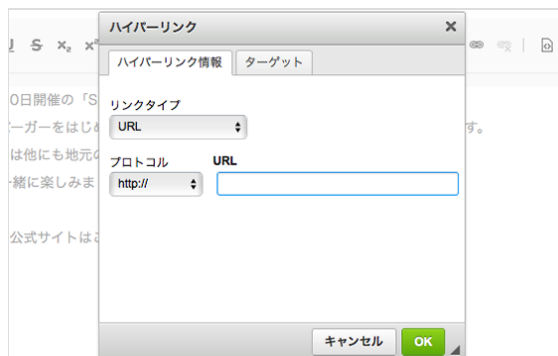 ハイパーリンク
ハイパーリンク情報 ターゲット
0日開催の「S
リンクタイプ
URL
ーガーをはじめ
す。
は他にも地元の
プロトコル URL
http://
一緒に楽しみま
公式サイトはこ
キャンセル OK